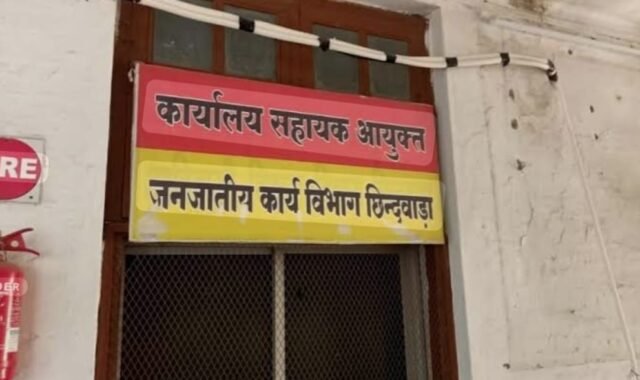 कार्यालय सहायक आयुक्त
जनजातीय कार्य विभाग छिन्दवाड़ा